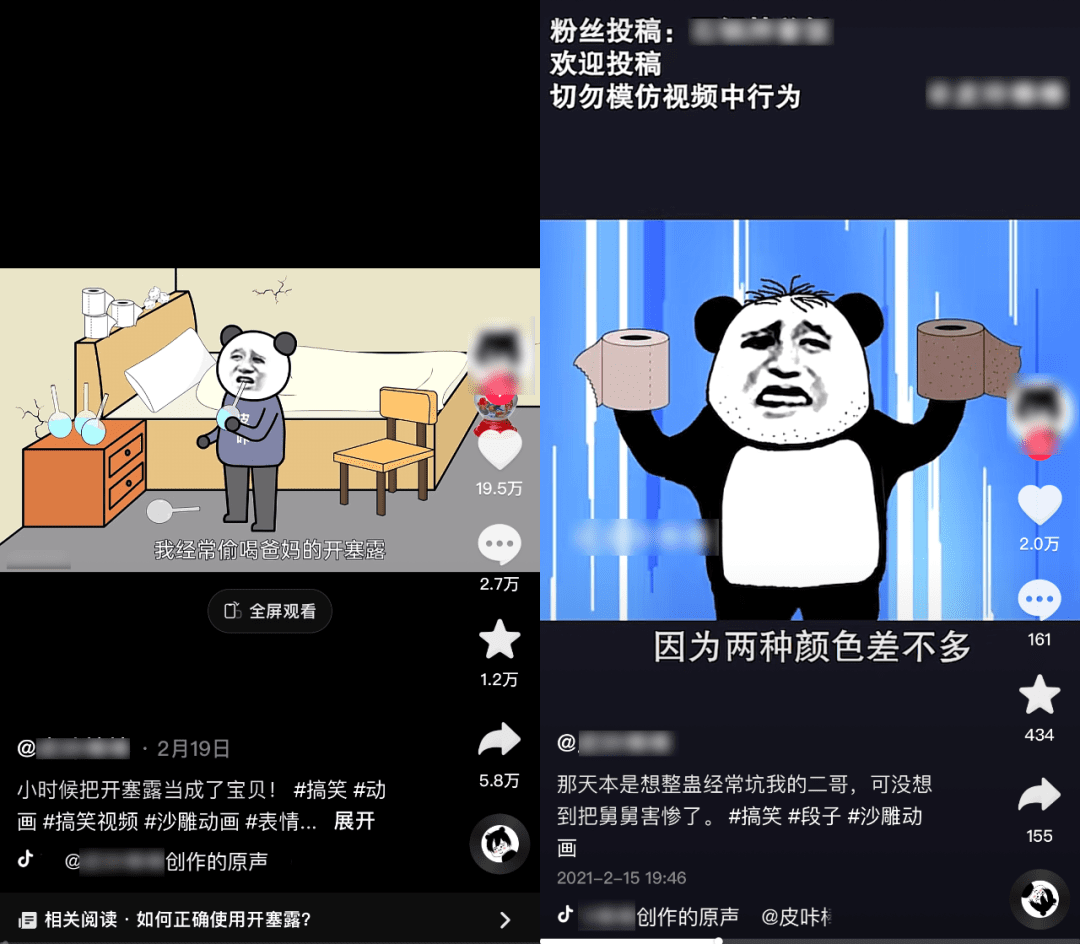 我经常偷喝爸妈的开塞露
19.5万
2.7万
全屏观看
1.2万
5.8万
@ · 2月19日
小时候把开塞露当成了宝贝！ #搞笑 #动
画 #搞笑视频 #沙雕动画 #表情... 展开
@ 创作的原声
相关阅读 · 如何正确使用开塞露？
粉丝投稿：
欢迎投稿
切勿模仿视频中行为
2.0万
161
因为两种颜色差不多
434
155
@
那天本是想整蛊经常坑我的二哥，可没想
到把舅舅害惨了。 #搞笑 #段子 #沙雕动
画
2021-2-15 19:46
创作的原声 @皮咔